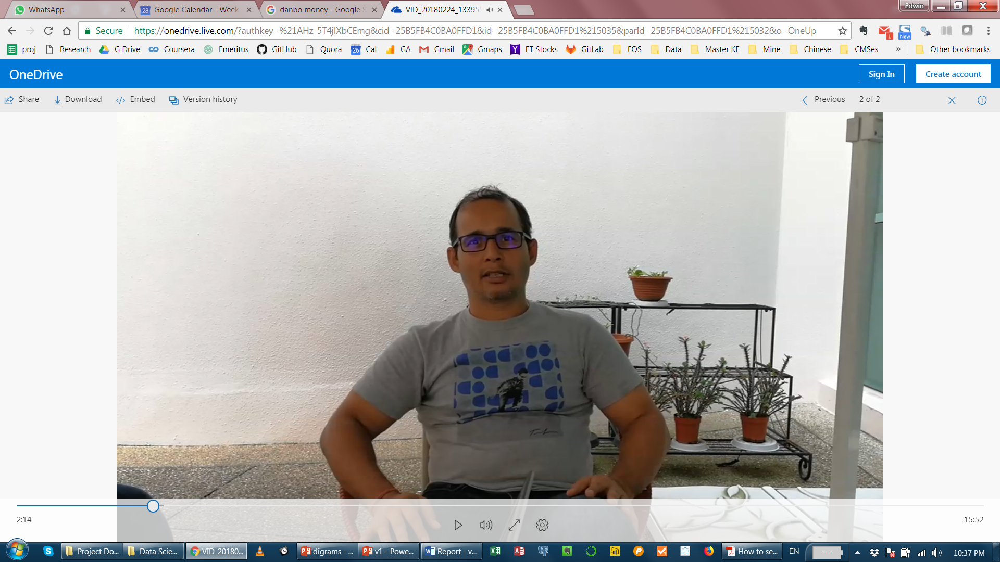 WhatsApp
Google Calendar - Week
danbo money - Google S
VID_20180224_13395
Edwin
Secure
https://onedrive.live.com/?authkey=%21AHz_5T4jlXbCEmg&cid=25B5FB4C0BA0FFD1&id=25B5FB4C0BA0FFD1%215035&parId=25B5FB4C0BA0FFD1%215032&o=OneUp
1
New
proj
Research
G Drive
Coursera
Emeritus
GitHub
Quora
26
Cal
GA
Gmail
Gmaps
ET Stocks
GitLab
EOS
Data
Master KE
Mine
Chinese
CMSes
»
Other bookmarks
OneDrive
Sign In
Create account
Share
Download
Embed
Version history
Previous
2 of 2
2:14
15:52
Project Do...
Data Scie...
VID_20180...
digrams - ...
v1 - Powe...
Report - v...
How to se...
EN
---
10:37 PM